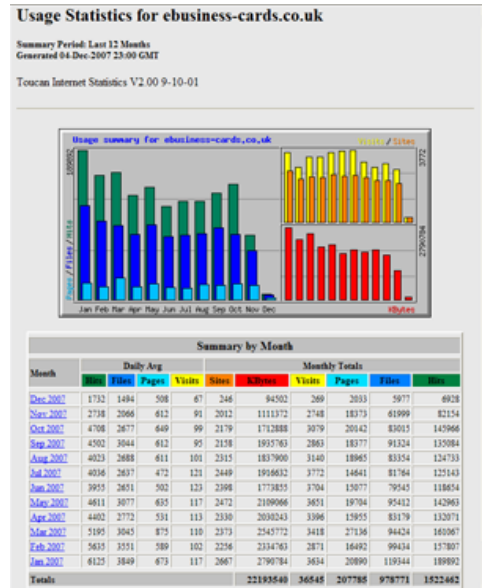 Usage Statistics for ebusiness-cards.co.uk
Summary Period: Last 12 Months
Generated 04-Dec-2007 23:00 GMT
Toucan Internet Statistics V2.00 9-10-01
Usage summary for ebusiness-cards.co.uk
Visits/Sites
189892
3772
Pages/Files/Hits
2790784
Jan Feb Mar Apr May Jun Jul Aug Sep Oct Nov Dec
KBytes
Summary by Month
Month Daily Avg Monthly Totals
Hits Files Pages Visits Sites KBytes Visits Pages Files Hits
Dec 2007 1732 1494 508 67 246 94502 269 2033 5977 6928
Nov 2007 2738 2066 612 91 2012 1111372 2748 18373 61999 82154
Oct 2007 4708 2677 649 99 2179 1712888 3079 20142 83015 145966
Sep 2007 4502 3044 612 95 2158 1935763 2863 18377 91324 135084
Aug 2007 4023 2688 611 101 2315 1837900 3140 18965 83354 124733
Jul 2007 4036 2637 472 121 2449 1916632 3772 14641 81764 125143
Jun 2007 3955 2651 502 123 2398 1773855 3704 15077 79545 118654
May 2007 4611 3077 635 117 2472 2109066 3651 19704 95412 142963
Apr 2007 4402 2772 531 113 2330 2030243 3396 15955 83179 132071
Mar 2007 5195 3045 875 110 2373 2545772 3418 27136 94424 161067
Feb 2007 5635 3551 589 102 2256 2334763 2871 16492 99434 157807
Jan 2007 6125 3849 673 117 2667 2790784 3634 20890 119344 189892
Totals 22193540 36545 207785 978771 1522462